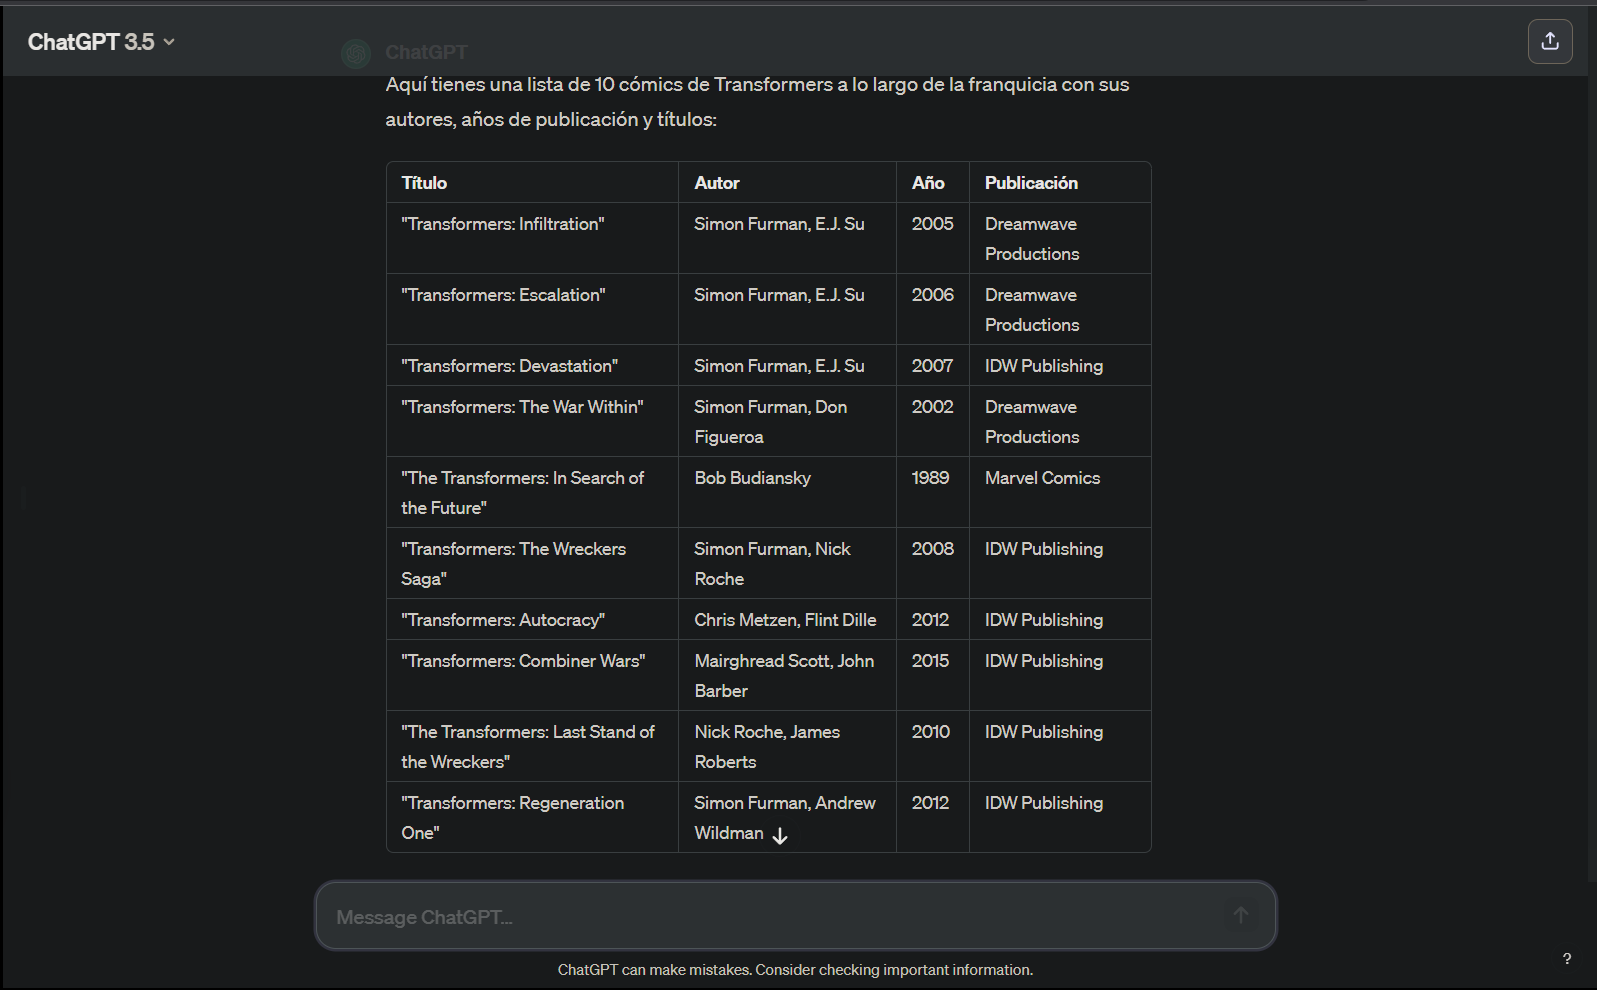 ChatGPT 3.5
ChatGPT
Aquí tienes una lista de 10 cómics de Transformers a lo largo de la franquicia con sus
autores, años de publicación y títulos:
Título Autor Año Publicación
"Transformers: Infiltration" Simon Furman, E.J. Su 2005 Dreamwave
Productions
"Transformers: Escalation" Simon Furman, E.J. Su 2006 Dreamwave
Productions
"Transformers: Devastation" Simon Furman, E.J. Su 2007 IDW Publishing
"Transformers: The War Within" Simon Furman, Don 2002 Dreamwave
Figueroa Productions
"The Transformers: In Search of Bob Budiansky 1989 Marvel Comics
the Future"
"Transformers: The Wreckers Simon Furman, Nick 2008 IDW Publishing
Saga" Roche
"Transformers: Autocracy" Chris Metzen, Flint Dille 2012 IDW Publishing
"Transformers: Combiner Wars" Mairghread Scott, John 2015 IDW Publishing
Barber
"The Transformers: Last Stand of Nick Roche, James 2010 IDW Publishing
the Wreckers" Roberts
"Transformers: Regeneration Simon Furman, Andrew 2012 IDW Publishing
One" Wildman
Message ChatGPT...
ChatGPT can make mistakes. Consider checking important information.
?